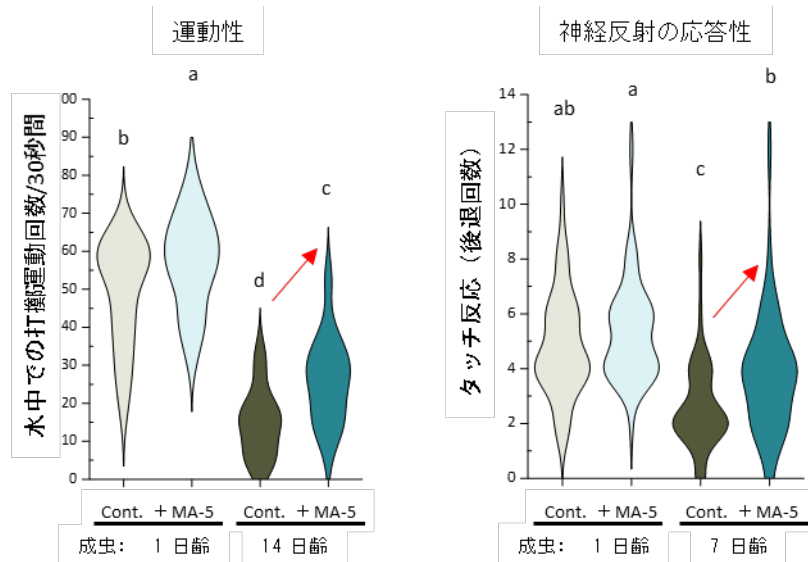 運動性
水中での打擲運動回数/30秒間
00
90
80
70
60
50
40
30
20
10
0
b
a
d
c
Cont. + MA-5 Cont. + MA-5
成虫: 1 日齢 14 日齢
神経反射の応答性
タッチ反応（後退回数）
14
12
10
8
6
4
2
0
ab
a
c
b
Cont. + MA-5 Cont. + MA-5
成虫: 1 日齢 7 日齢